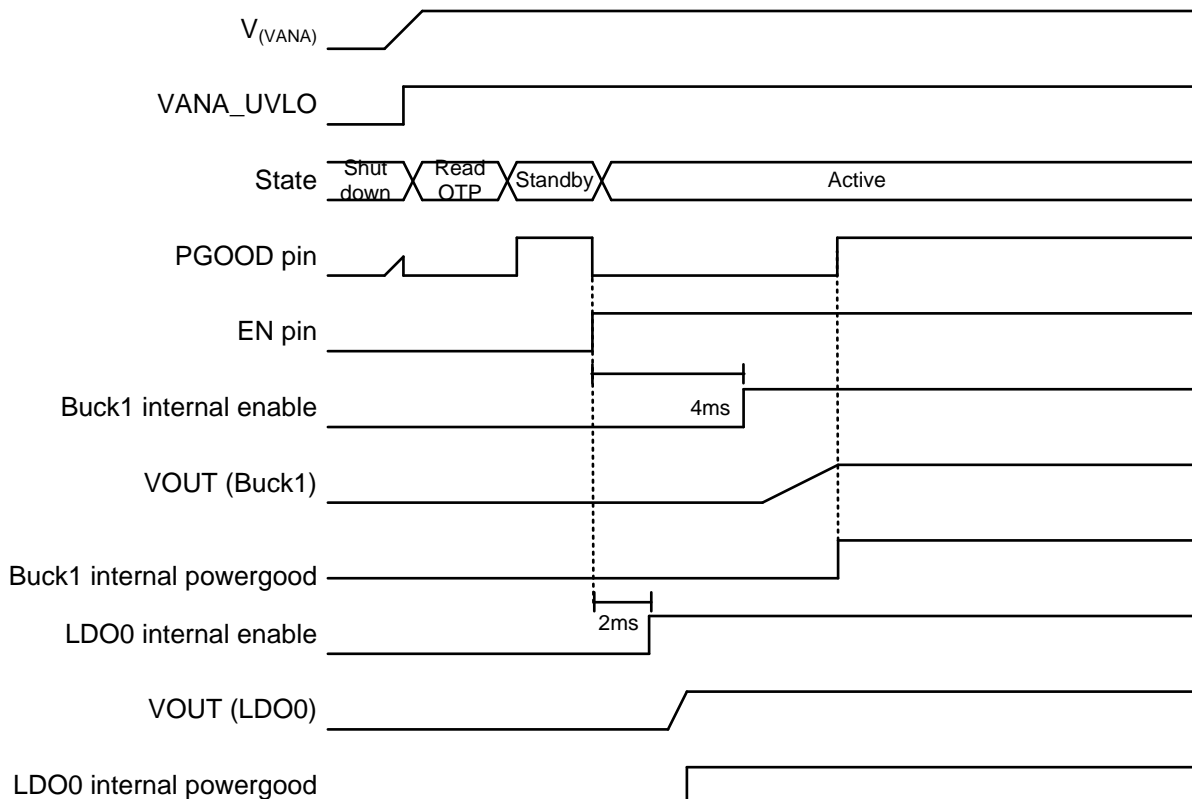 V(VANA)
VANA_UVLO
State
Shut
down
Read
OTP
Standby
Active
PGOOD pin
EN pin
Buck1 internal enable
4ms
VOUT (Buck1)
Buck1 internal powergood
2ms
LDO0 internal enable
VOUT (LDO0)
LDO0 internal powergood